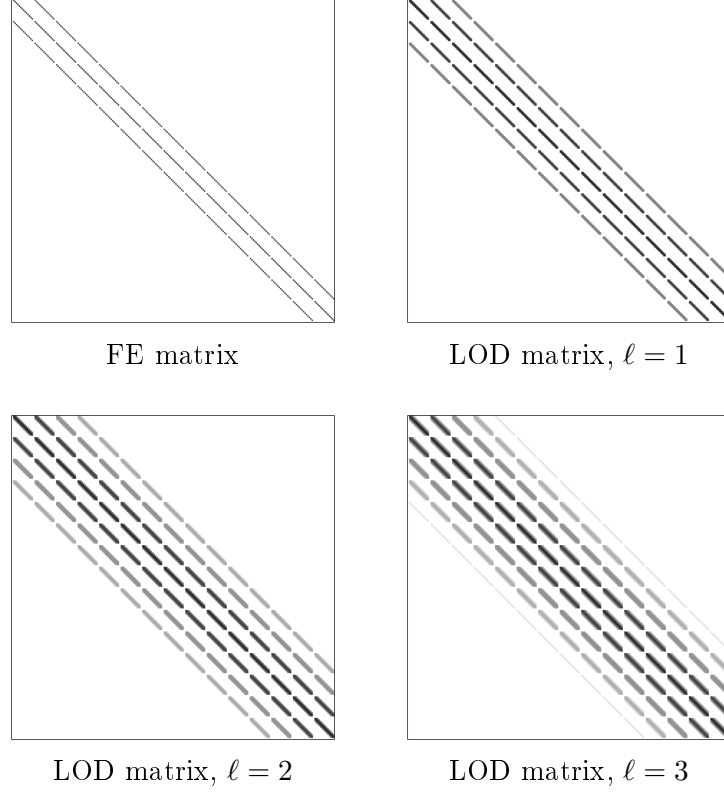 FE matrix
LOD matrix, ℓ = 1
LOD matrix, ℓ = 2
LOD matrix, ℓ = 3